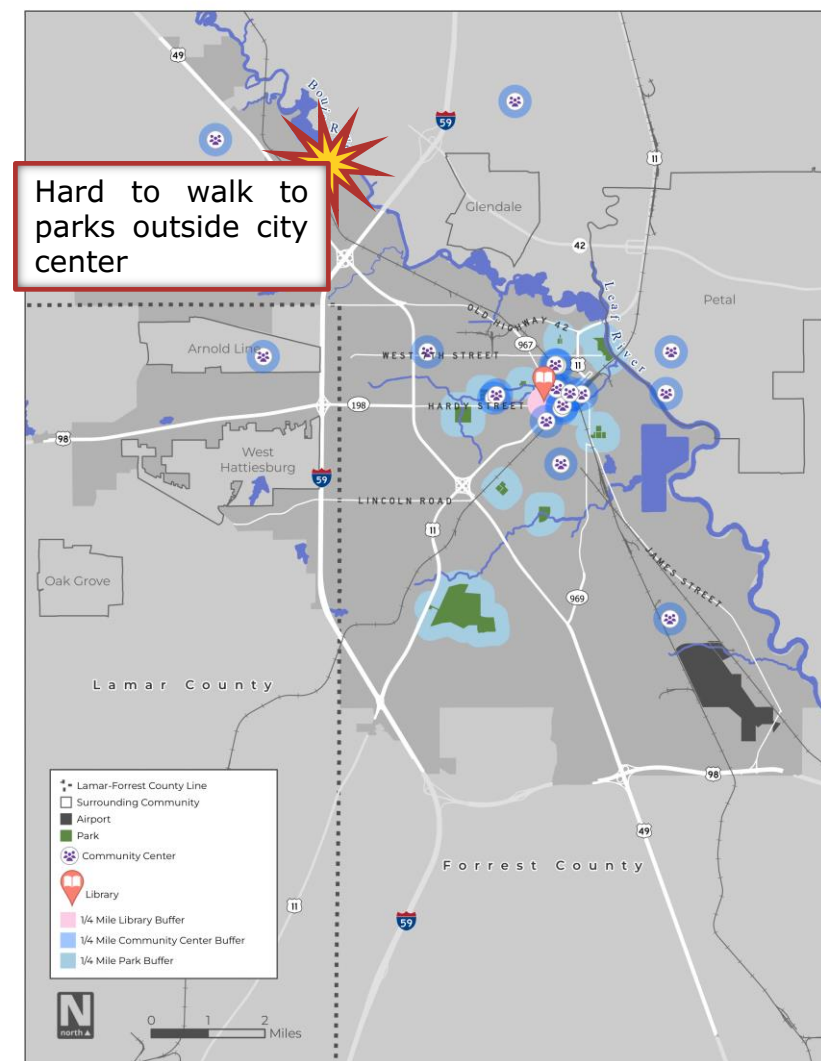 49
Bou
R
59
11
Hard to walk to
parks outside city
center
Glendale
42
Leaf River
Petal
OLD HIGHWAY 42
967
11
Arnold Line
WEST
STREET
198
HARDY STREET
98
West
Hattiesburg
59
LINCOLN ROAD
11
Oak Grove
JAMES STREET
969
Lamar County
98
49
Forrest County
11
59
Lamar-Forrest County Line
Surrounding Community
Airport
Park
Community Center
Library
1/4 Mile Library Buffer
1/4 Mile Community Center Buffer
1/4 Mile Park Buffer
N
north
0 1 2
Miles